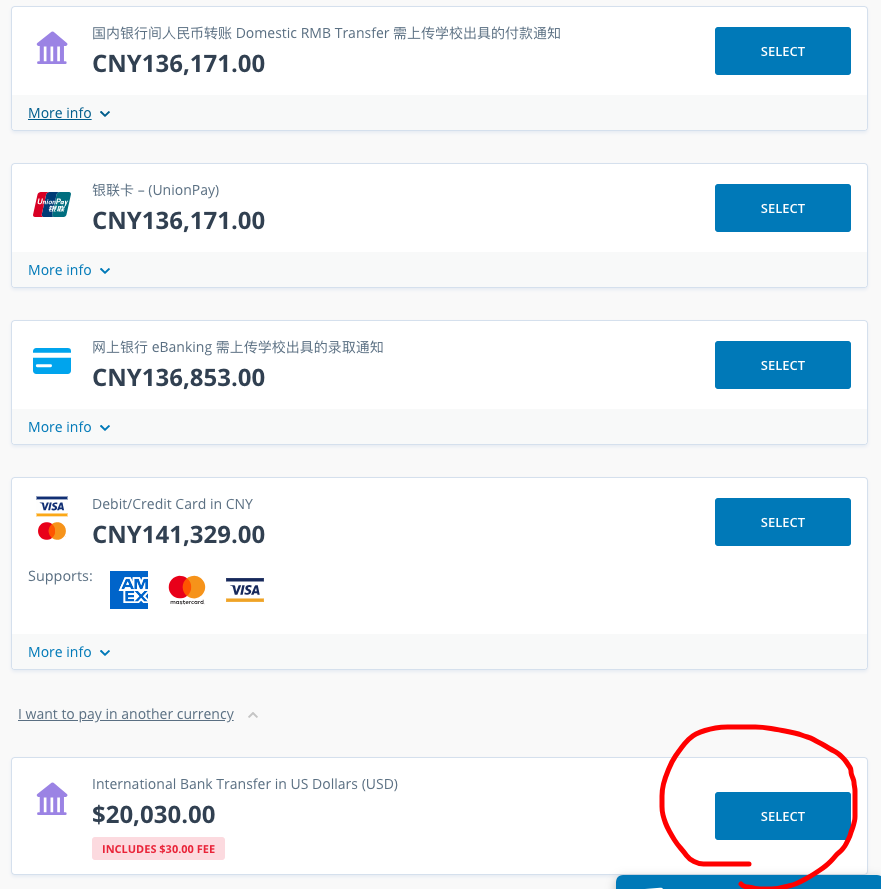 国内银行间人民币转账 Domestic RMB Transfer 需上传学校出具的付款通知
CNY136,171.00
SELECT
More info
UnionPay
银联
银联卡 – (UnionPay)
CNY136,171.00
SELECT
More info
网上银行 eBanking 需上传学校出具的录取通知
CNY136,853.00
SELECT
More info
VISA
Debit/Credit Card in CNY
CNY141,329.00
SELECT
Supports:
AM
EX
mastercard.
VISA
More info
I want to pay in another currency
International Bank Transfer in US Dollars (USD)
$20,030.00
INCLUDES $30.00 FEE
SELECT